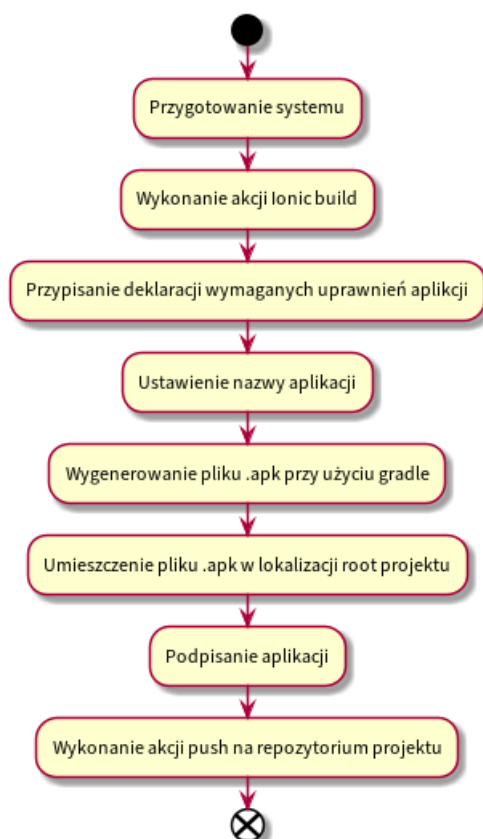 Przygotowanie systemu
Wykonanie akcji Ionic build
Przypisanie deklaracji wymaganych uprawnień aplikcji
Ustawienie nazwy aplikacji
Wygenerowanie pliku .apk przy użyciu gradle
Umieszczenie pliku .apk w lokalizacji root projektu
Podpisanie aplikacji
Wykonanie akcji push na repozytorium projektu